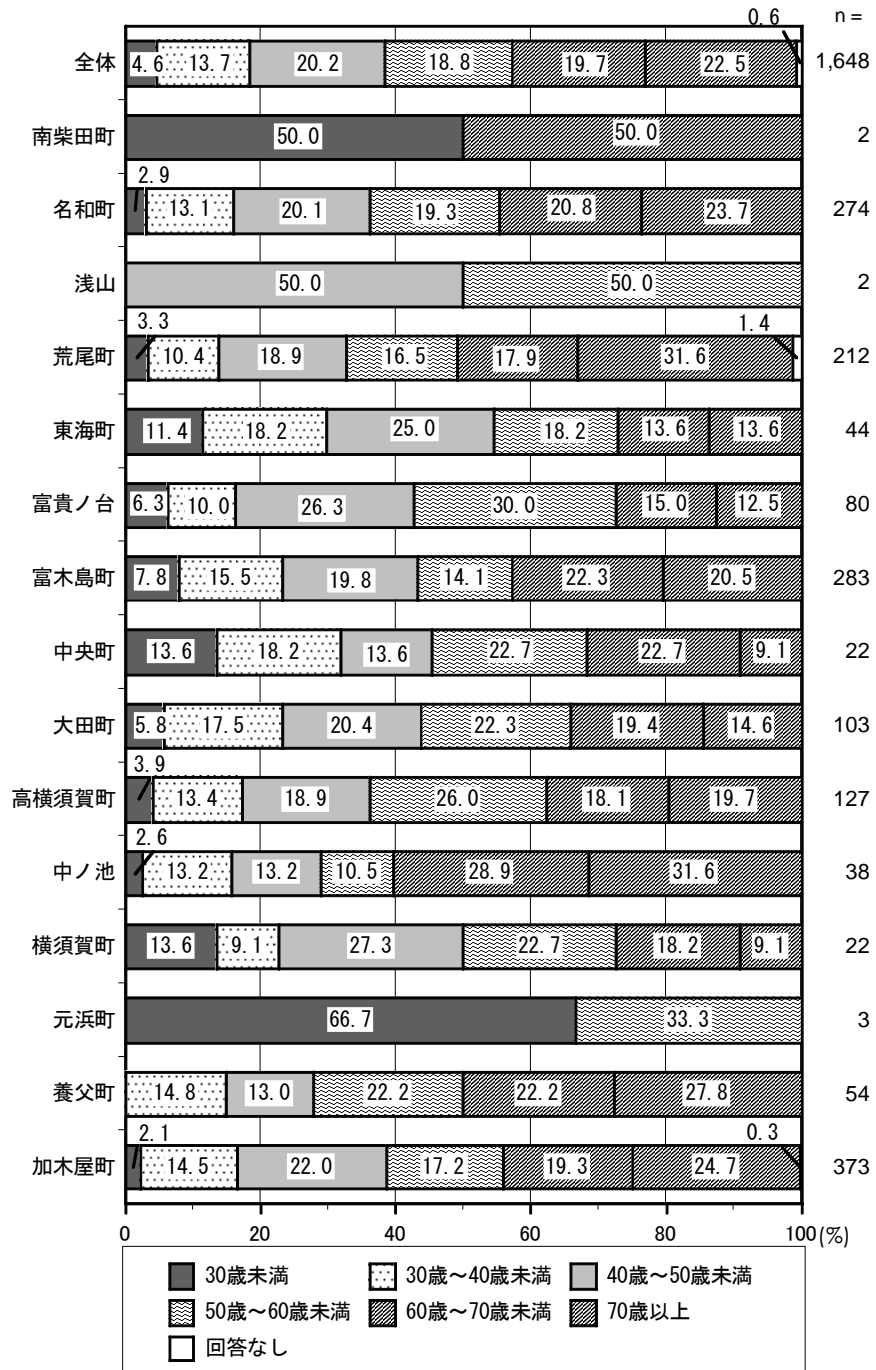 0.6 n=
全体 4.6 13.7 20.2 18.8 19.7 22.5 1,648
南柴田町 50.0 50.0 2
2.9
名和町 13.1 20.1 19.3 20.8 23.7 274
浅山 50.0 50.0 2
3.3 1.4
荒尾町 10.4 18.9 16.5 17.9 31.6 212
東海町 11.4 18.2 25.0 18.2 13.6 13.6 44
富貴ノ台 6.3 10.0 26.3 30.0 15.0 12.5 80
富木島町 7.8 15.5 19.8 14.1 22.3 20.5 283
中央町 13.6 18.2 13.6 22.7 22.7 9.1 22
大田町 5.8 17.5 20.4 22.3 19.4 14.6 103
3.9
高横須賀町 13.4 18.9 26.0 18.1 19.7 127
2.6
中ノ池 13.2 13.2 10.5 28.9 31.6 38
横須賀町 13.6 9.1 27.3 22.7 18.2 9.1 22
元浜町 66.7 33.3 3
養父町 14.8 13.0 22.2 22.2 27.8 54
2.1 0.3
加木屋町 14.5 22.0 17.2 19.3 24.7 373
0 20 40 60 80 100 (%)
30歳未満 30歳～40歳未満 40歳～50歳未満
50歳～60歳未満 60歳～70歳未満 70歳以上
回答なし